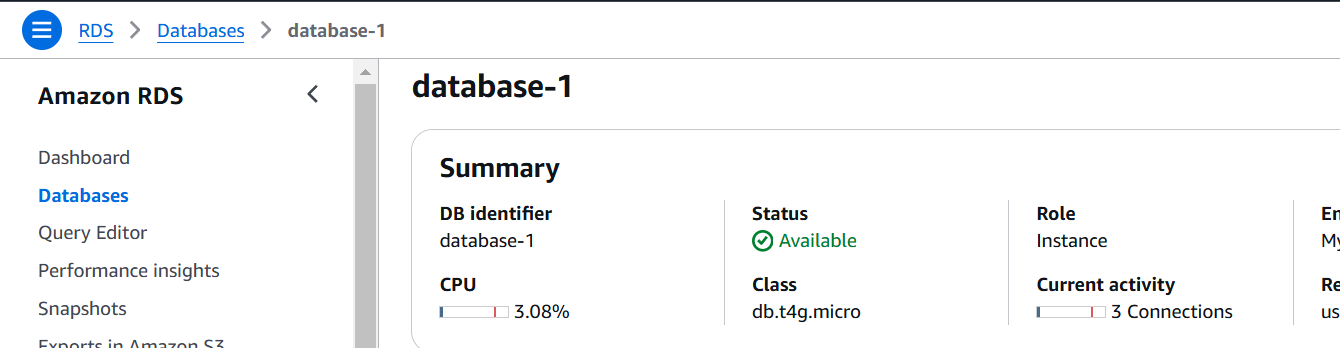 RDS > Databases > database-1
Amazon RDS
Dashboard
Databases
Query Editor
Performance insights
Snapshots
Exports in Amazon S3
database-1
Summary
DB identifier
database-1
CPU
3.08%
Status
Available
Class
db.t4g.micro
Role
Instance
Current activity
3 Connections
En
My
Re
us